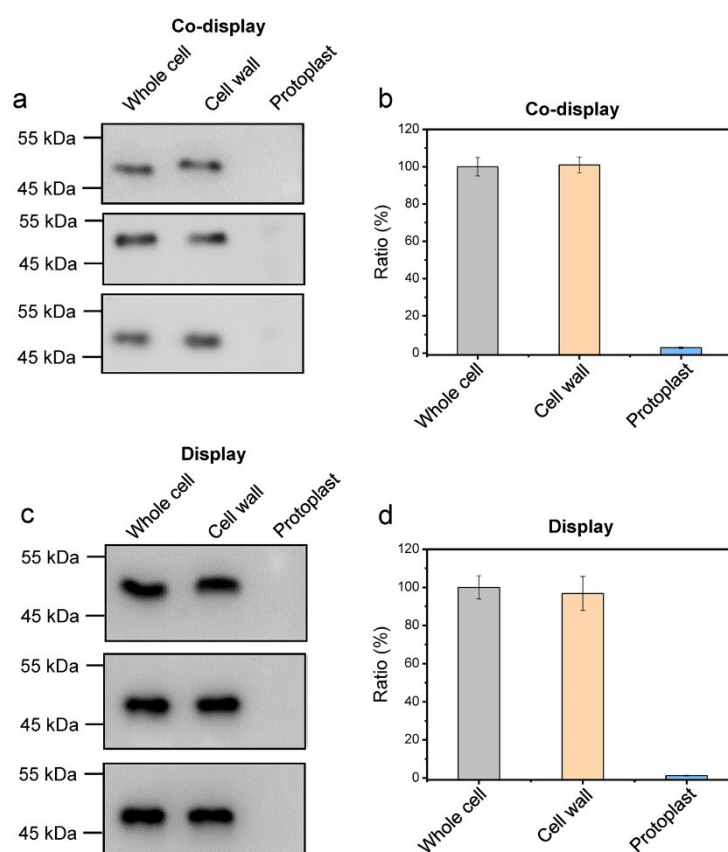 Co-display
a
Whole cell
Cell wall
Protoplast
55 kDa
45 kDa
55 kDa
45 kDa
55 kDa
45 kDa
b
Co-display
Ratio (%)
120
100
80
60
40
20
0
Whole cell
Cell wall
Protoplast
Display
c
Whole cell
Cell wall
Protoplast
55 kDa
45 kDa
55 kDa
45 kDa
55 kDa
45 kDa
d
Display
Ratio (%)
120
100
80
60
40
20
0
Whole cell
Cell wall
Protoplast